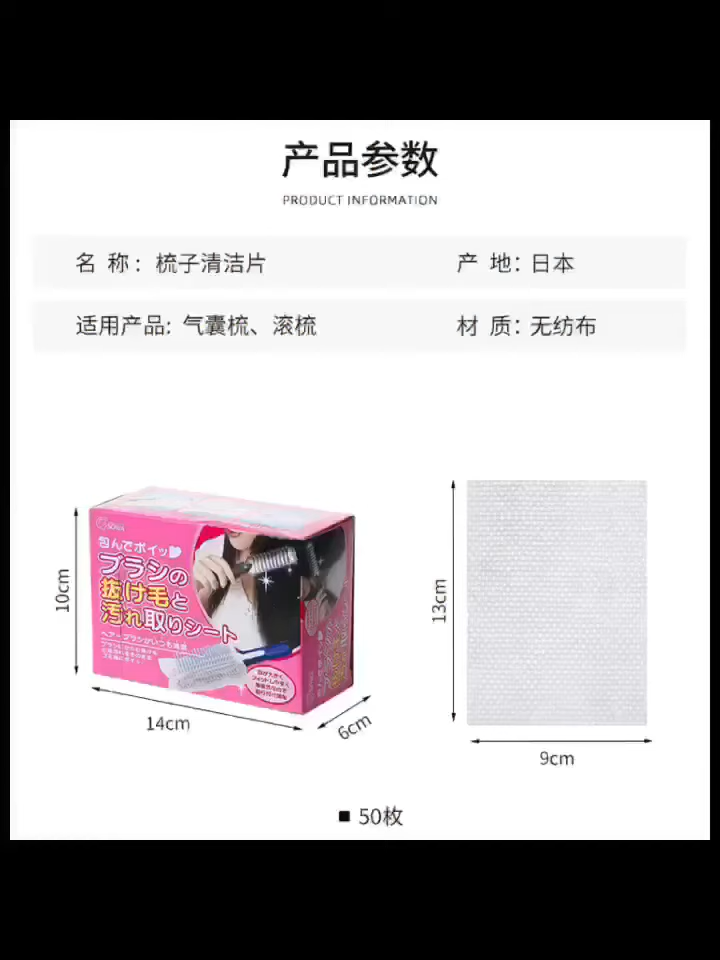 产品参数
PRODUCT INFORMATION
名 称：梳子清洁片
产 地：日本
适用产品：气囊梳、滚梳
材 质：无纺布
包んでポイッ
ブラシの
抜け毛と
汚れ取りシート
10cm
14cm
6cm
13cm
9cm
■ 50枚